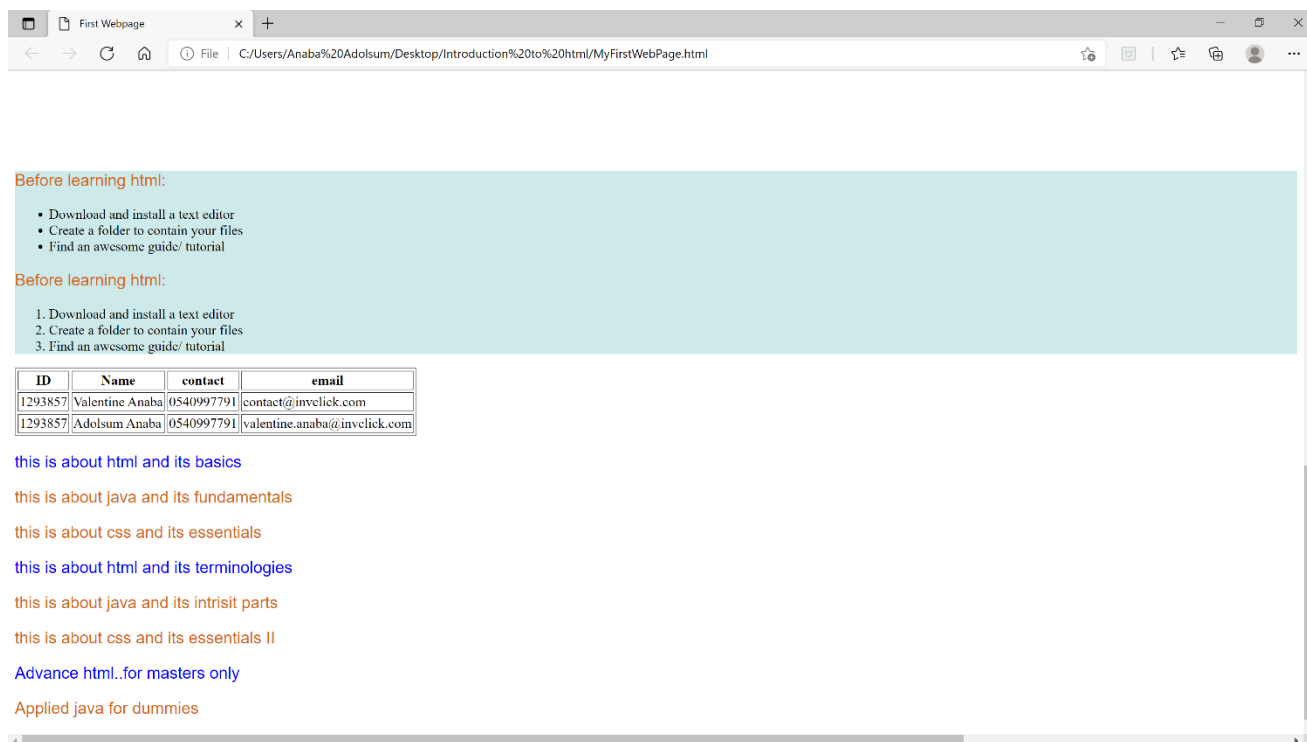 First Webpage
File C:/Users/Anaba%20Adolsum/Desktop/Introduction%20to%20html/MyFirstWebPage.html
Before learning html:
• Download and install a text editor
• Create a folder to contain your files
• Find an awesome guide/ tutorial
Before learning html:
1. Download and install a text editor
2. Create a folder to contain your files
3. Find an awesome guide/ tutorial
ID Name contact email
1293857 Valentine Anaba 0540997791 contact@invclick.com
1293857 Adolsum Anaba 0540997791 valentine.anaba@invclick.com
this is about html and its basics
this is about java and its fundamentals
this is about css and its essentials
this is about html and its terminologies
this is about java and its intrisit parts
this is about css and its essentials II
Advance html..for masters only
Applied java for dummies